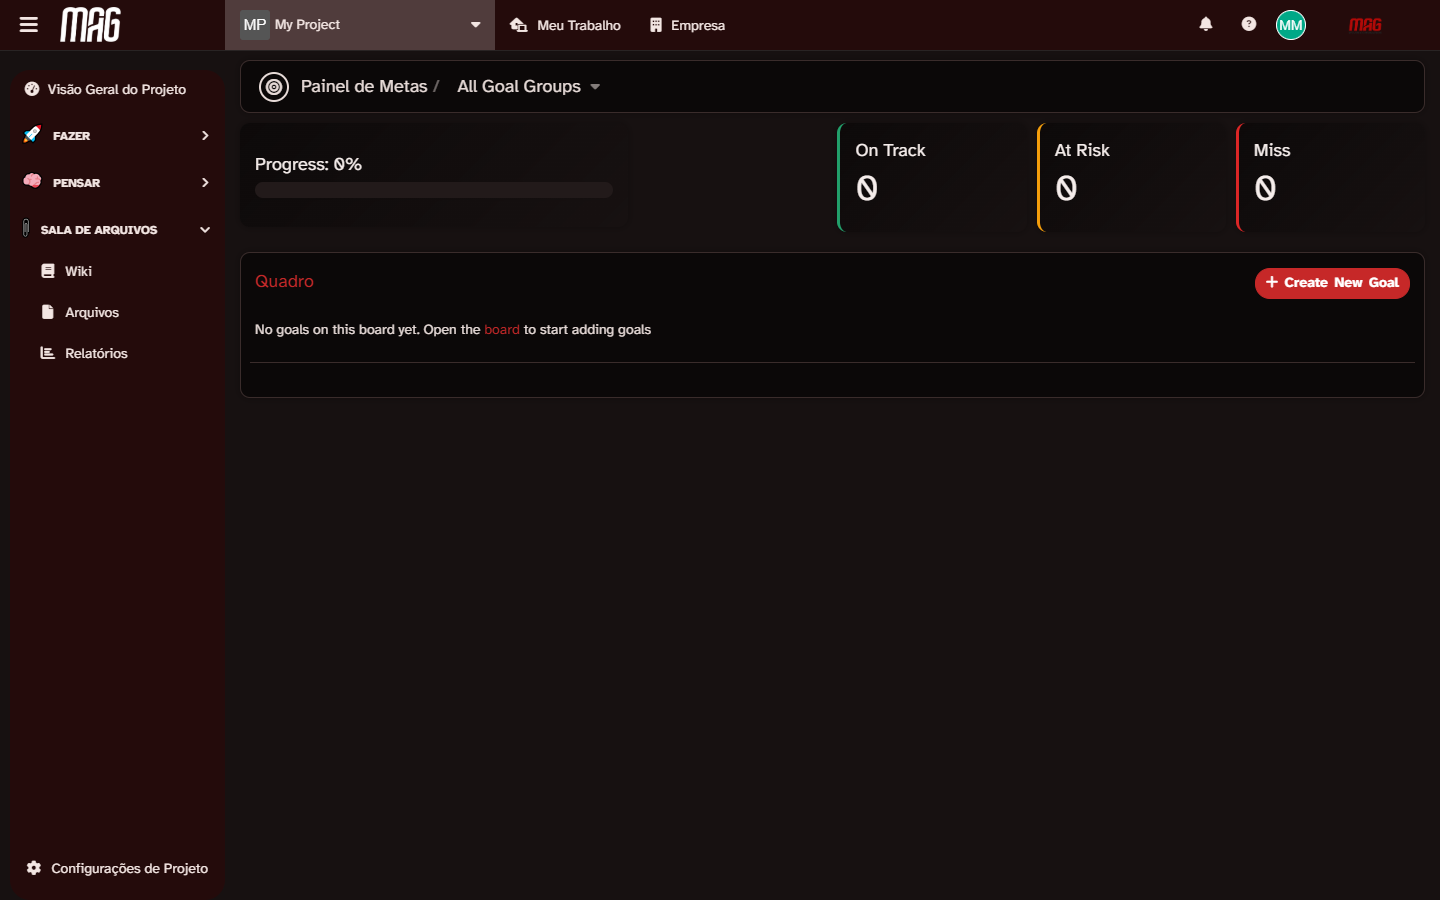 MAG
MP My Project
Meu Trabalho
Empresa
MM
MAG
Visão Geral do Projeto
FAZER
PENSAR
SALA DE ARQUIVOS
Wiki
Arquivos
Relatórios
Configurações de Projeto
Painel de Metas / All Goal Groups
Progress: 0%
On Track
0
At Risk
0
Miss
0
Quadro
+ Create New Goal
No goals on this board yet. Open the board to start adding goals